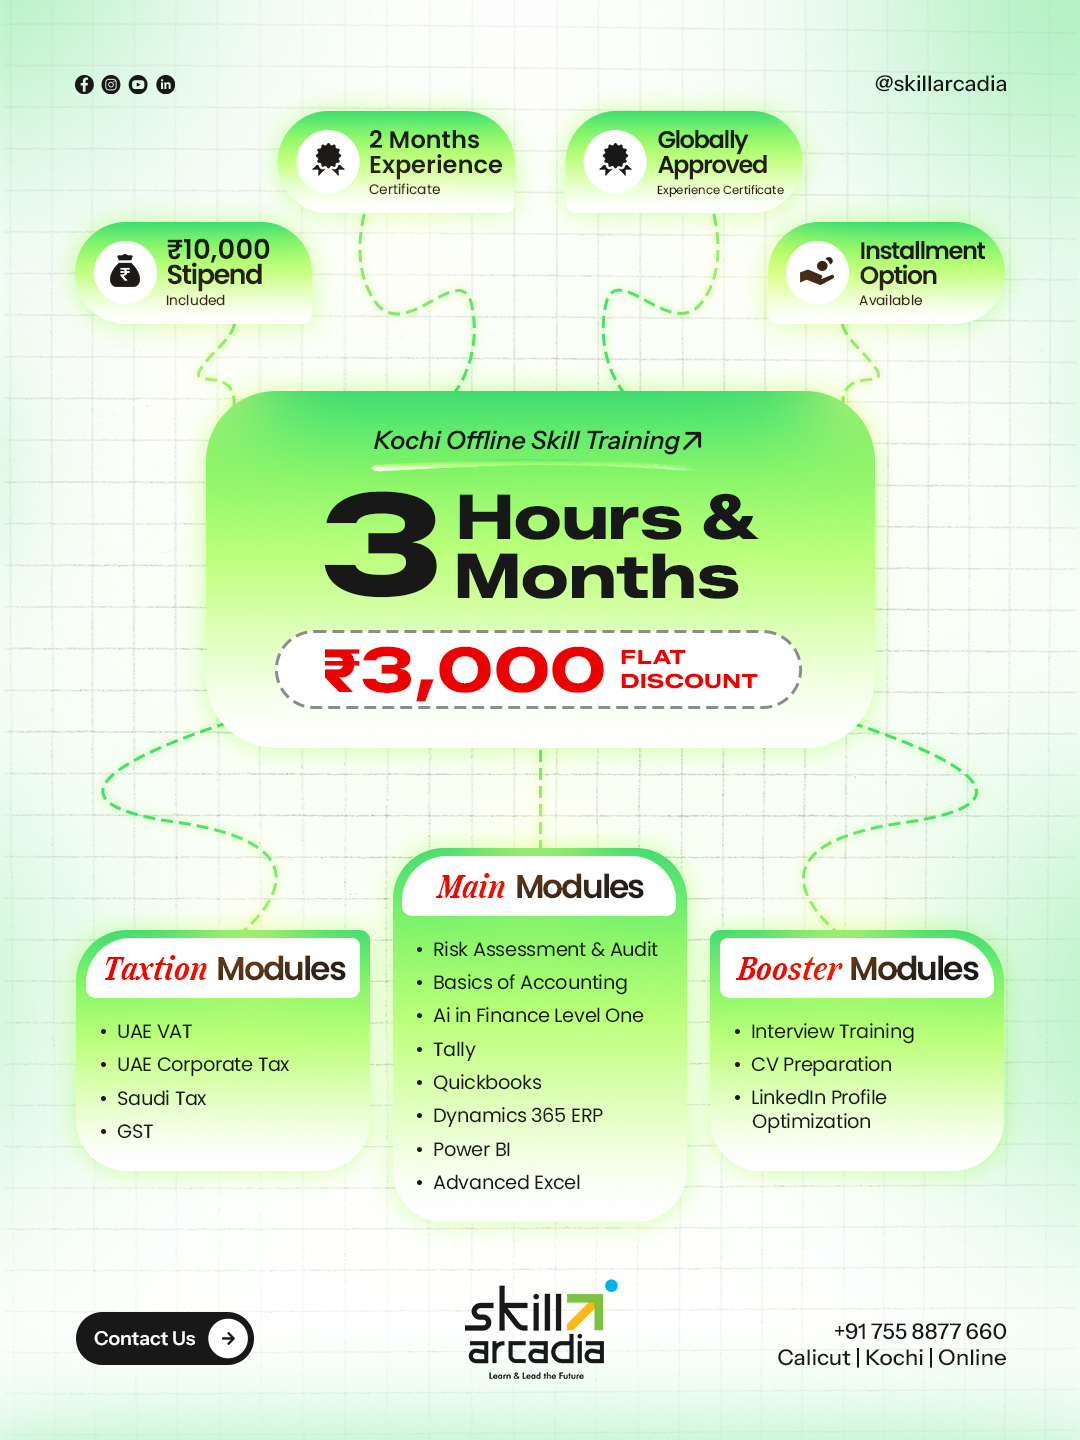 @skillarcadia
2 Months
Experience
Certificate
Globally
Approved
Experience Certificate
₹10,000
Stipend
Included
Installment
Option
Available
Kochi Offline Skill Training
3 Hours &
Months
₹3,000 FLAT
DISCOUNT
Main Modules
• Risk Assessment & Audit
• Basics of Accounting
• Ai in Finance Level One
• Tally
• Quickbooks
• Dynamics 365 ERP
• Power BI
• Advanced Excel
Taxtion Modules
• UAE VAT
• UAE Corporate Tax
• Saudi Tax
• GST
Booster Modules
• Interview Training
• CV Preparation
• LinkedIn Profile
Optimization
Contact Us
skill
arcadia
Learn & Lead the Future
+91 755 8877 660
Calicut | Kochi | Online